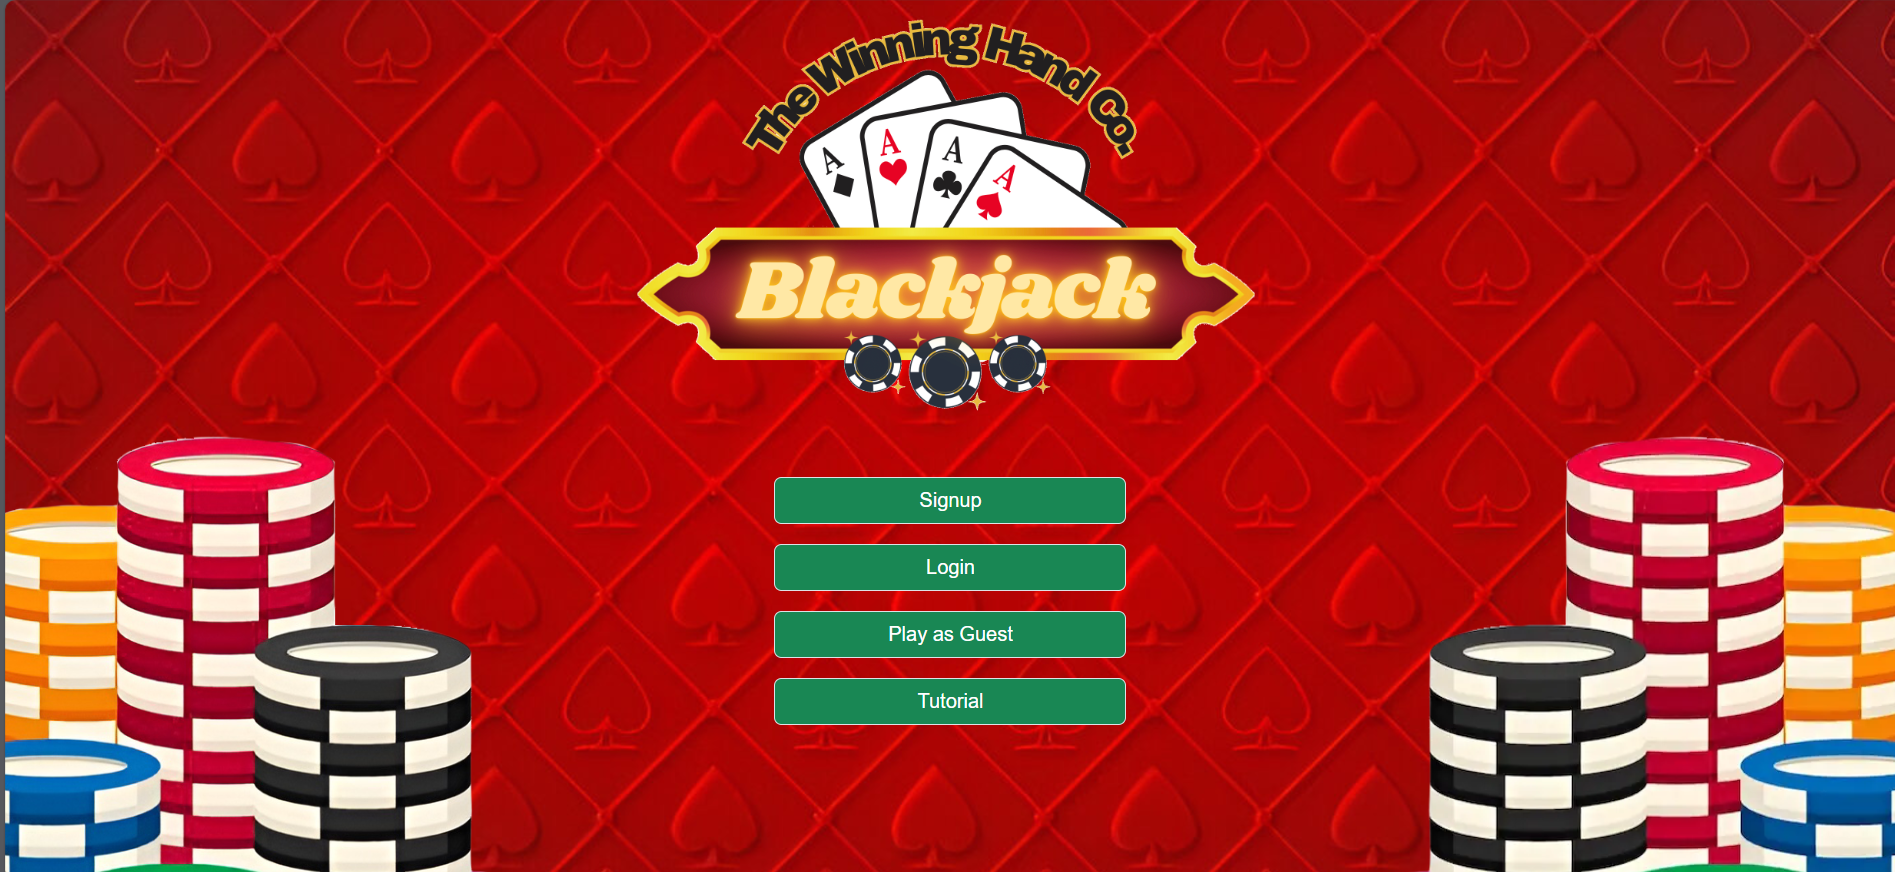 The Winning Hand Co.
A A A A
Blackjack
Signup
Login
Play as Guest
Tutorial